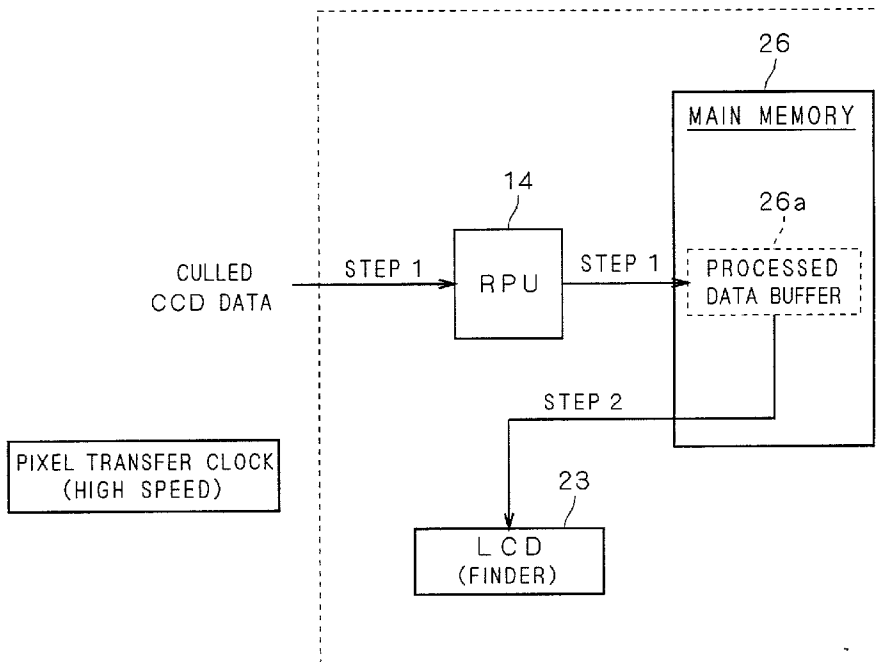 26
MAIN MEMORY
14
26a
CULLED
CCD DATA
STEP 1
RPU
STEP 1
PROCESSED
DATA BUFFER
STEP 2
PIXEL TRANSFER CLOCK
(HIGH SPEED)
23
LCD
(FINDER)